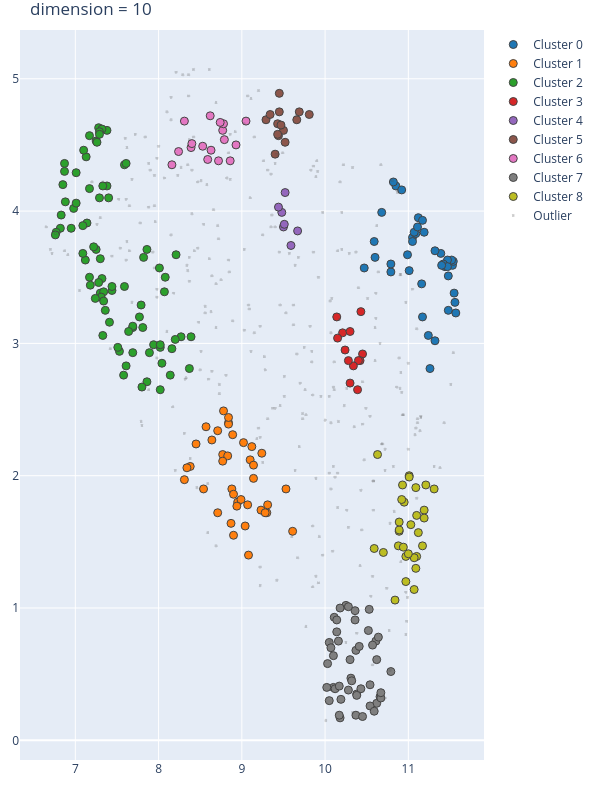 dimension = 10
5
4
3
2
1
0
7 8 9 10 11
Cluster 0
Cluster 1
Cluster 2
Cluster 3
Cluster 4
Cluster 5
Cluster 6
Cluster 7
Cluster 8
Outlier